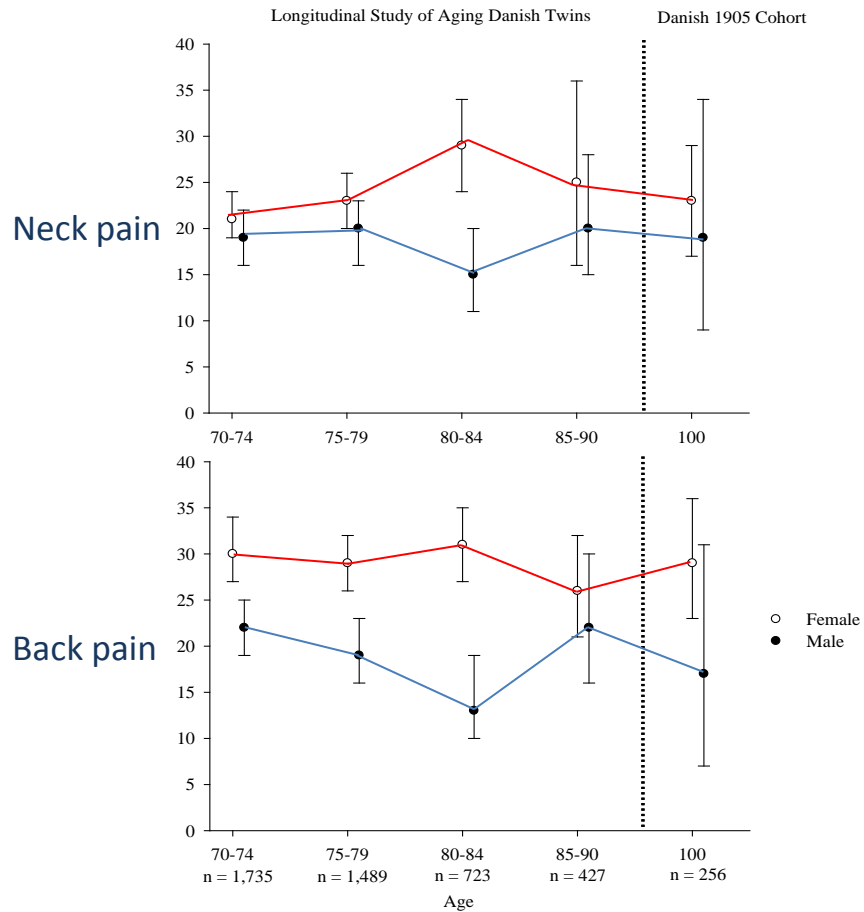 Longitudinal Study of Aging Danish Twins
Danish 1905 Cohort
Neck pain
40
35
30
25
20
15
10
5
0
70-74 75-79 80-84 85-90 100
Back pain
40
35
30
25
20
15
10
5
0
Female
Male
70-74 75-79 80-84 85-90 100
n = 1,735 n = 1,489 n = 723 n = 427 n = 256
Age